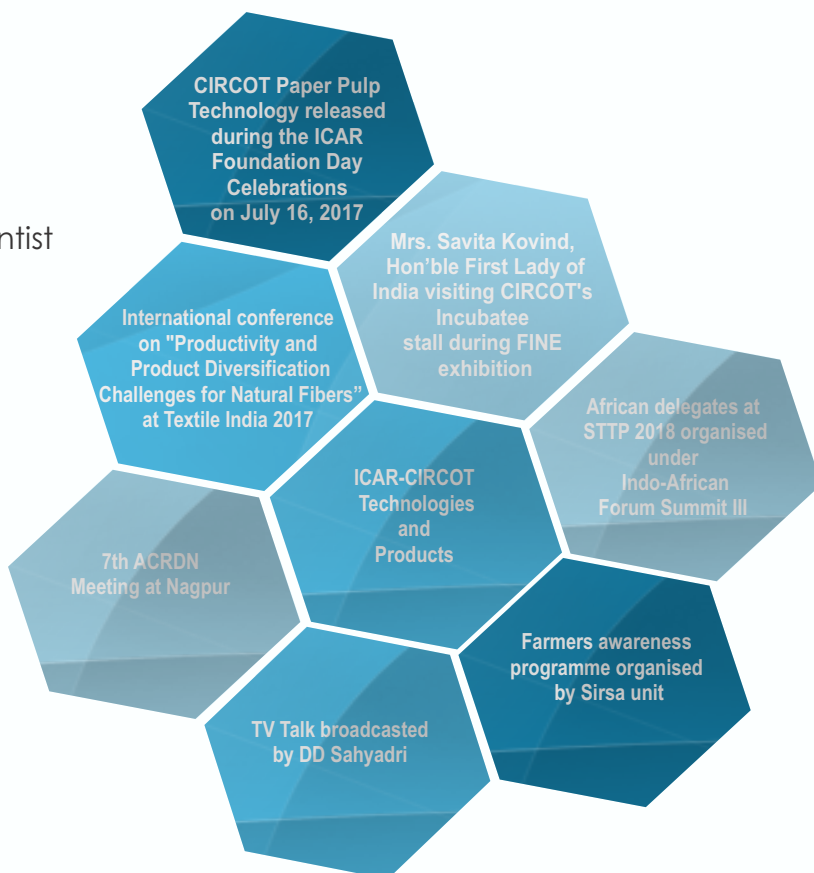 CIRCOT Paper Pulp
Technology released
during the ICAR
Foundation Day
Celebrations
on July 16, 2017
ntist
Mrs. Savita Kovind,
Hon’ble First Lady of
India visiting CIRCOT's
Incubatee
stall during FINE
exhibition
International conference
on "Productivity and
Product Diversification
Challenges for Natural Fibers”
at Textile India 2017
African delegates at
STTP 2018 organised
under
Indo-African
Forum Summit III
ICAR-CIRCOT
Technologies
and
Products
7th ACRDN
Meeting at Nagpur
Farmers awareness
programme organised
by Sirsa unit
TV Talk broadcasted
by DD Sahyadri